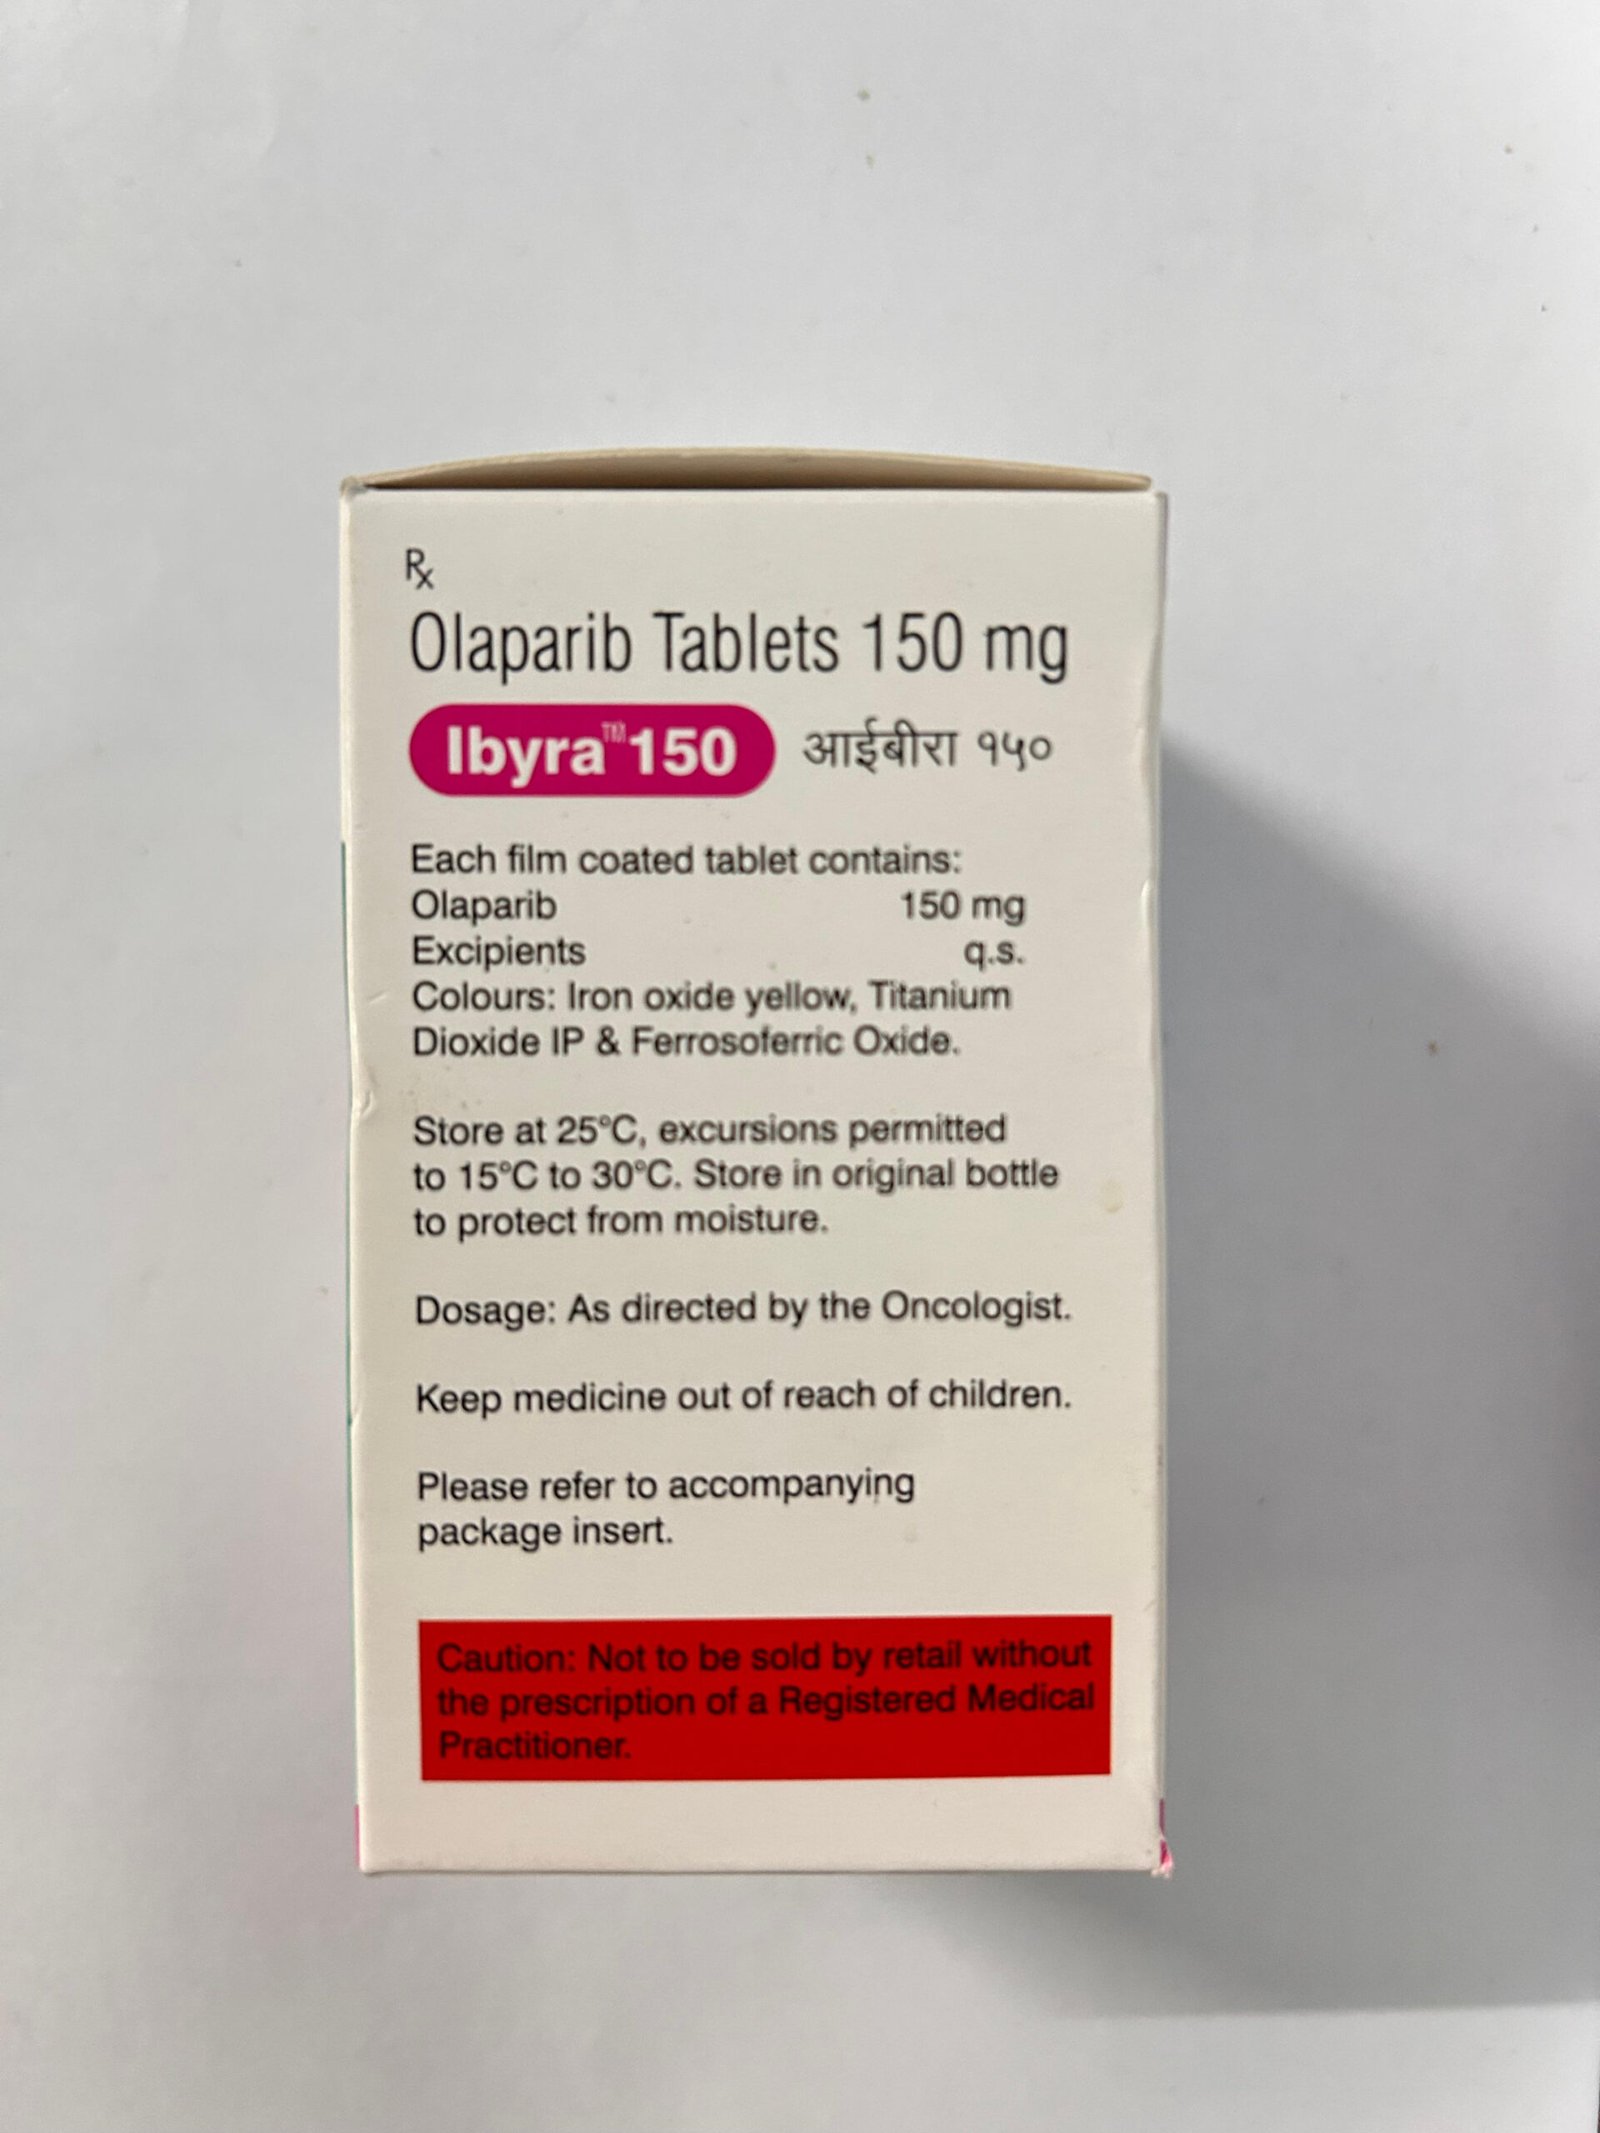 Rx
Olaparib Tablets 150 mg
Ibyra™150 आईबीरा १५०
Each film coated tablet contains:
Olaparib 150 mg
Excipients q.s.
Colours: Iron oxide yellow, Titanium
Dioxide IP & Ferrosoferric Oxide.
Store at 25°C, excursions permitted
to 15°C to 30°C. Store in original bottle
to protect from moisture.
Dosage: As directed by the Oncologist.
Keep medicine out of reach of children.
Please refer to accompanying
package insert.
Caution: Not to be sold by retail without
the prescription of a Registered Medical
Practitioner.